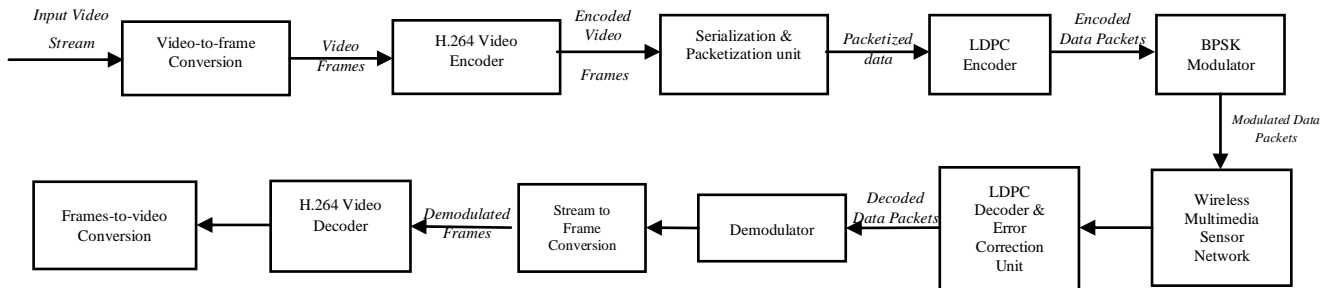 Input Video
Stream
Video-to-frame
Conversion
Video
Frames
H.264 Video
Encoder
Encoded
Video
Frames
Serialization &
Packetization unit
Packetized
data
LDPC
Encoder
Encoded
Data Packets
BPSK
Modulator
Modulated Data
Packets
Wireless
Multimedia
Sensor
Network
LDPC
Decoder &
Error
Correction
Unit
Decoded
Data Packets
Demodulator
Stream to
Frame
Conversion
Demodulated
Frames
H.264 Video
Decoder
Frames-to-video
Conversion